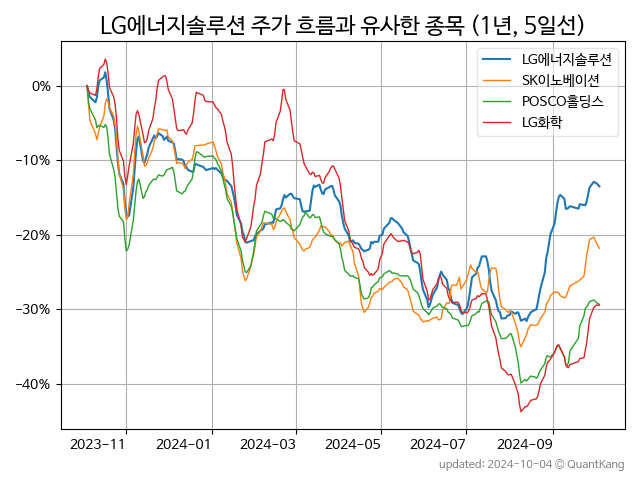 LG에너지솔루션 주가 흐름과 유사한 종목 (1년, 5일선)
LG에너지솔루션
SK이노베이션
POSCO홀딩스
LG화학
0%
−10%
−20%
−30%
−40%
2023−11 2024−01 2024−03 2024−05 2024−07 2024−09
updated: 2024-10-04 © QuantKang